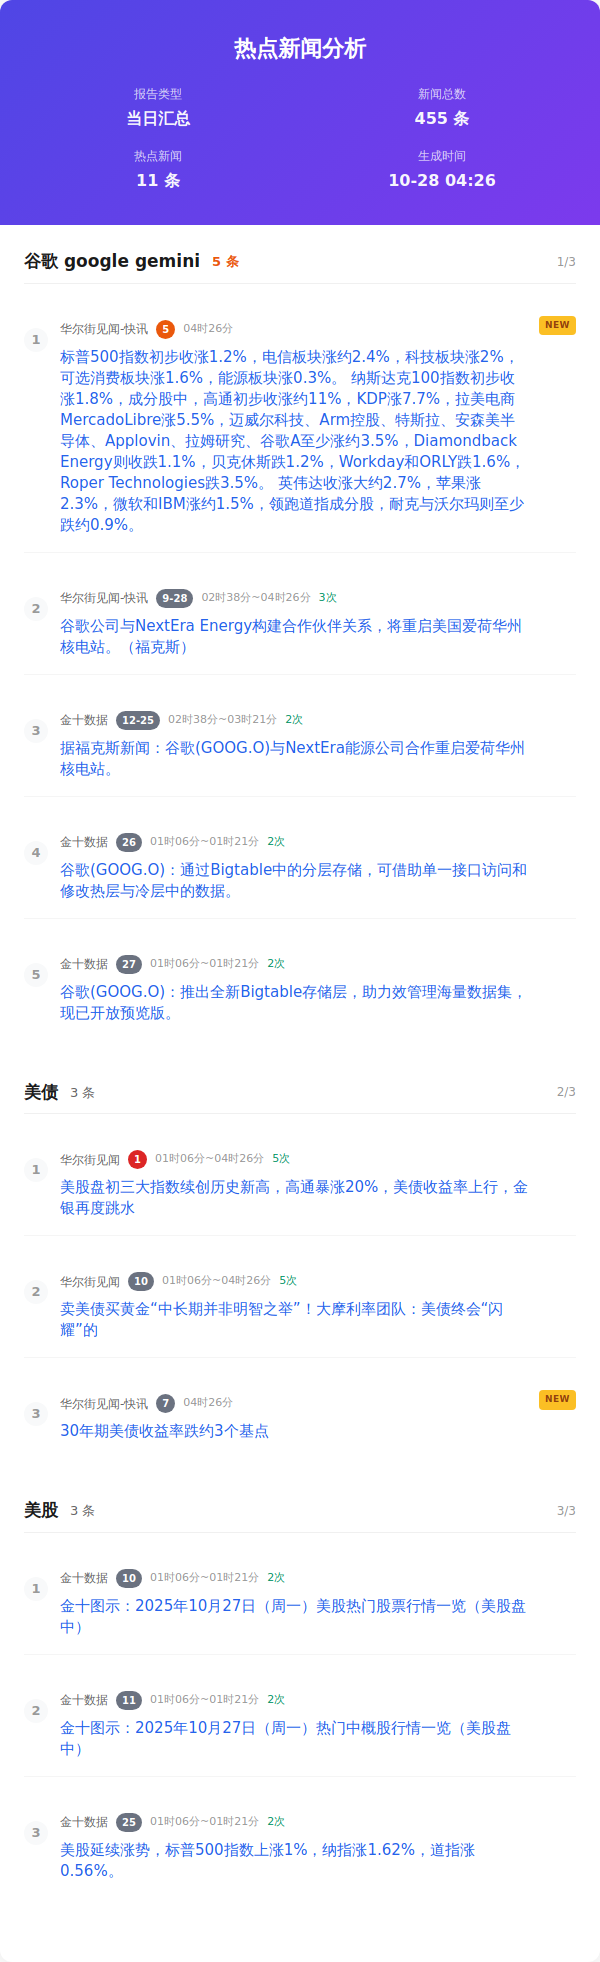 热点新闻分析
报告类型
当日汇总
新闻总数
455 条
热点新闻
11 条
生成时间
10-28 04:26
谷歌 google gemini 5 条 1/3
1
华尔街见闻-快讯 5 04时26分 NEW
标普500指数初步收涨1.2%，电信板块涨约2.4%，科技板块涨2%，
可选消费板块涨1.6%，能源板块涨0.3%。 纳斯达克100指数初步收
涨1.8%，成分股中，高通初步收涨约11%，KDP涨7.7%，拉美电商
MercadoLibre涨5.5%，迈威尔科技、Arm控股、特斯拉、安森美半
导体、Applovin、拉姆研究、谷歌A至少涨约3.5%，Diamondback
Energy则收跌1.1%，贝克休斯跌1.2%，Workday和ORLY跌1.6%，
Roper Technologies跌3.5%。 英伟达收涨大约2.7%，苹果涨
2.3%，微软和IBM涨约1.5%，领跑道指成分股，耐克与沃尔玛则至少
跌约0.9%。
2
华尔街见闻-快讯 9-28 02时38分~04时26分 3次
谷歌公司与NextEra Energy构建合作伙伴关系，将重启美国爱荷华州
核电站。（福克斯）
3
金十数据 12-25 02时38分~03时21分 2次
据福克斯新闻：谷歌(GOOG.O)与NextEra能源公司合作重启爱荷华州
核电站。
4
金十数据 26 01时06分~01时21分 2次
谷歌(GOOG.O)：通过Bigtable中的分层存储，可借助单一接口访问和
修改热层与冷层中的数据。
5
金十数据 27 01时06分~01时21分 2次
谷歌(GOOG.O)：推出全新Bigtable存储层，助力效管理海量数据集，
现已开放预览版。
美债 3 条 2/3
1
华尔街见闻 1 01时06分~04时26分 5次
美股盘初三大指数续创历史新高，高通暴涨20%，美债收益率上行，金
银再度跳水
2
华尔街见闻 10 01时06分~04时26分 5次
卖美债买黄金“中长期并非明智之举”！大摩利率团队：美债终会“闪
耀”的
3
华尔街见闻-快讯 7 04时26分 NEW
30年期美债收益率跌约3个基点
美股 3 条 3/3
1
金十数据 10 01时06分~01时21分 2次
金十图示：2025年10月27日（周一）美股热门股票行情一览（美股盘
中）
2
金十数据 11 01时06分~01时21分 2次
金十图示：2025年10月27日（周一）热门中概股行情一览（美股盘
中）
3
金十数据 25 01时06分~01时21分 2次
美股延续涨势，标普500指数上涨1%，纳指涨1.62%，道指涨
0.56%。